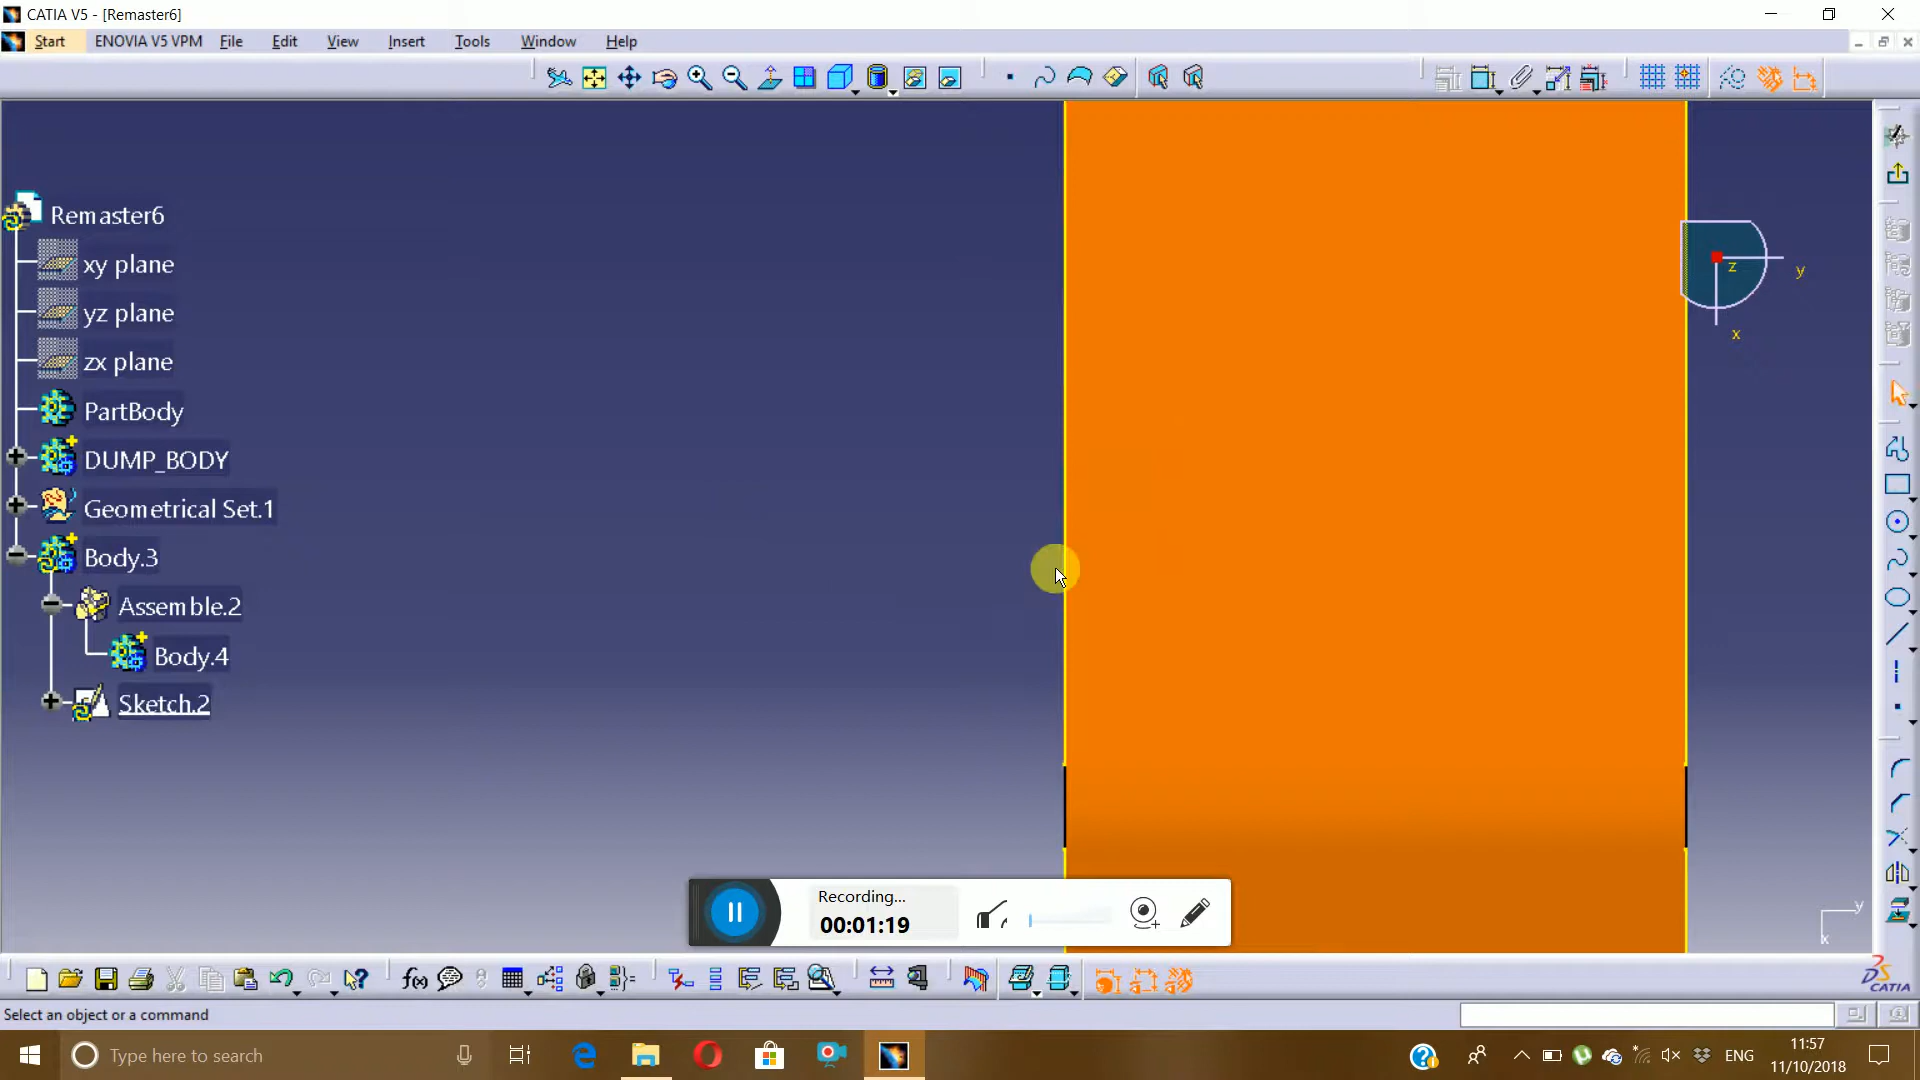 CATIA V5 - [Remaster6]
Start ENOVIA V5 VPM File Edit View Insert Tools Window Help
Remaster6
xy plane
yz plane
zx plane
PartBody
DUMP_BODY
Geometrical Set.1
Body.3
Assemble.2
Body.4
Sketch.2
z
y
x
Recording...
00:01:19
y
x
f(x)
CATIA
Select an object or a command
Type here to search
ENG
11:57
11/10/2018